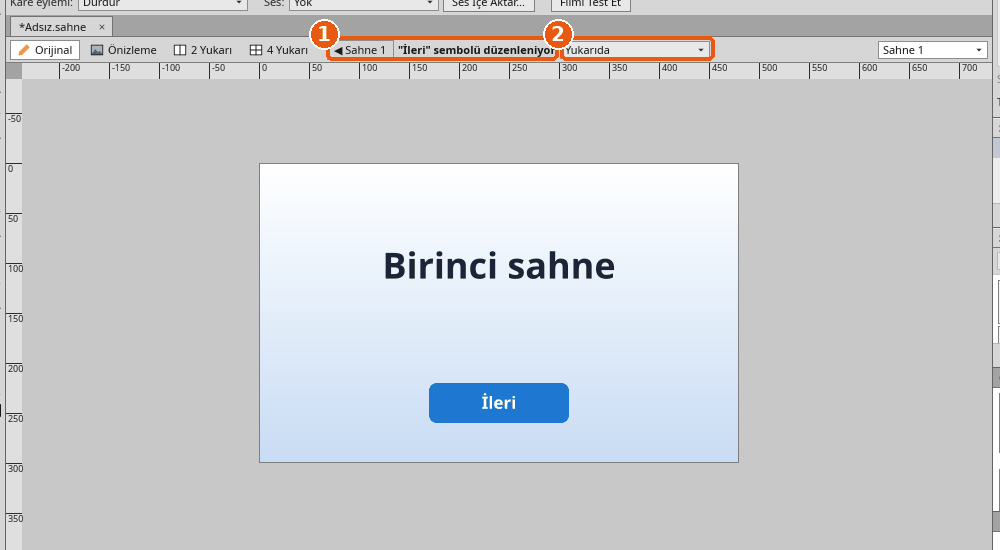 Kare eylemi: Durdur Ses: Yok Ses İçe Aktar... Filmi Test Et
*Adsız.sahne ×
1 2
Orijinal Önizleme 2 Yukarı 4 Yukarı ◀ Sahne 1 "İleri" sembolü düzenleniyor Yukarıda Sahne 1
-200 -150 -100 -50 0 50 100 150 200 250 300 350 400 450 500 550 600 650 700
-50
0
50
100
150
200
250
300
350
Birinci sahne
İleri